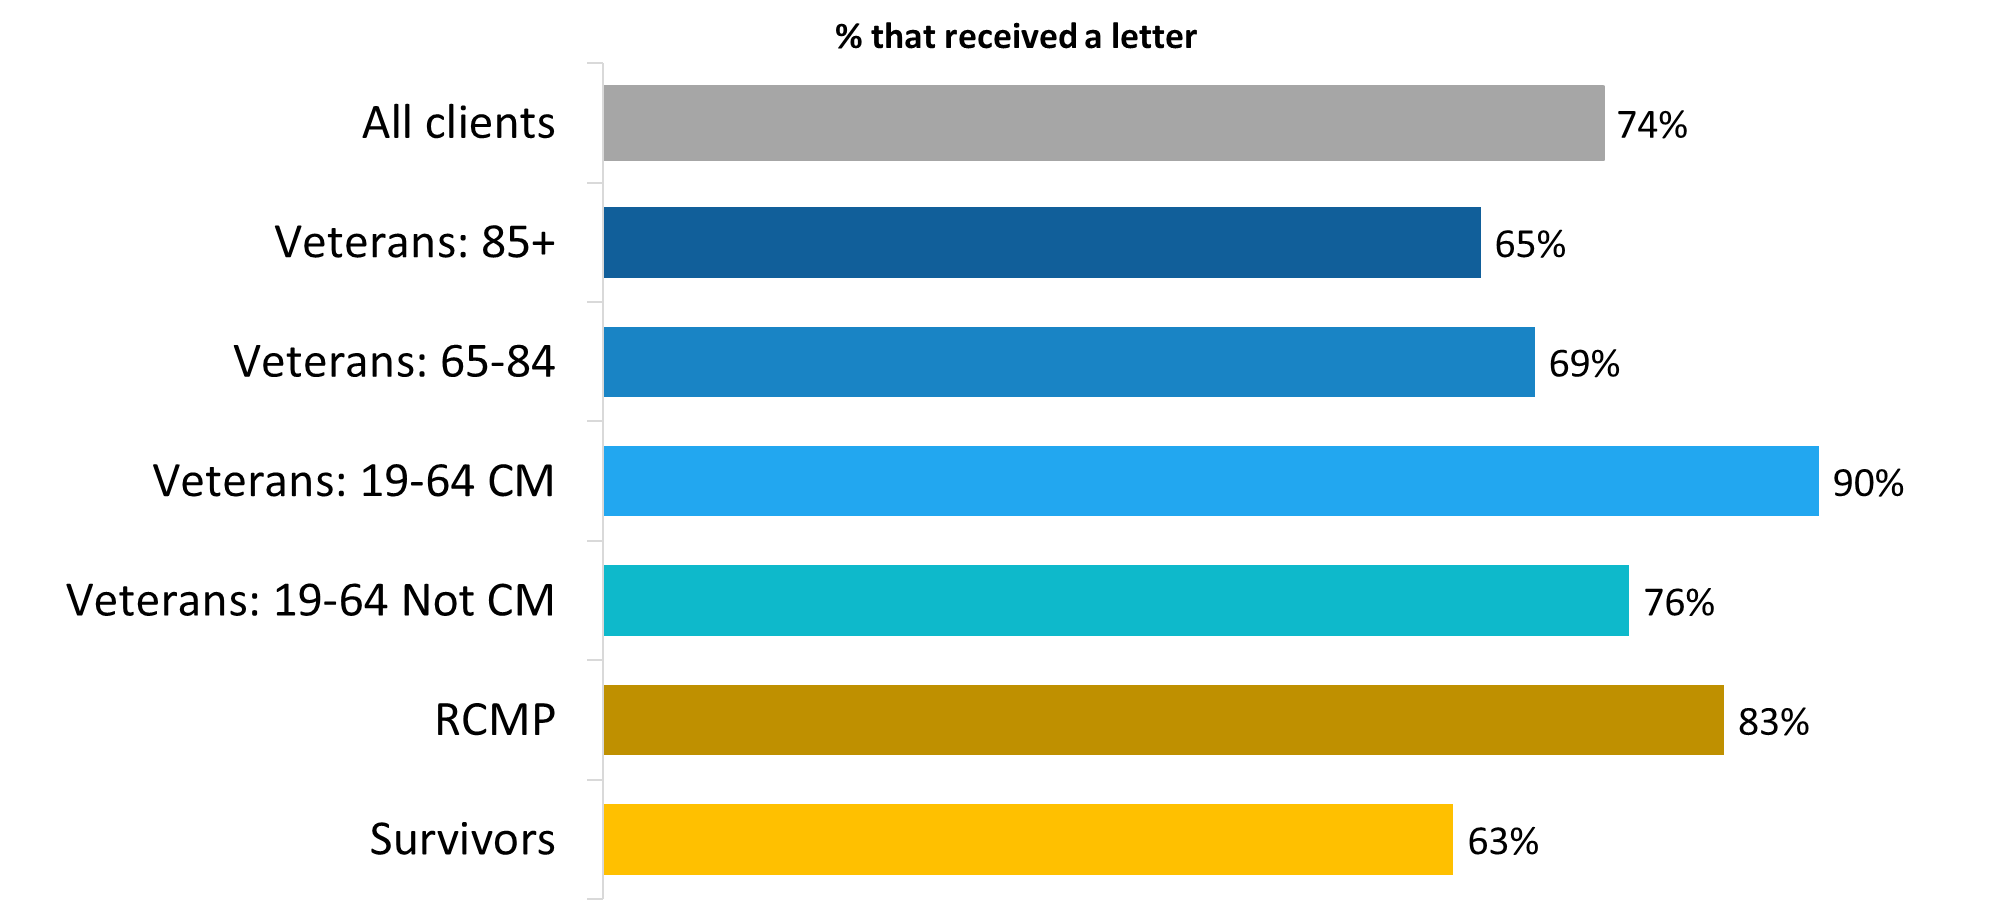 % that received a letter
All clients 74%
Veterans: 85+ 65%
Veterans: 65-84 69%
Veterans: 19-64 CM 90%
Veterans: 19-64 Not CM 76%
RCMP 83%
Survivors 63%